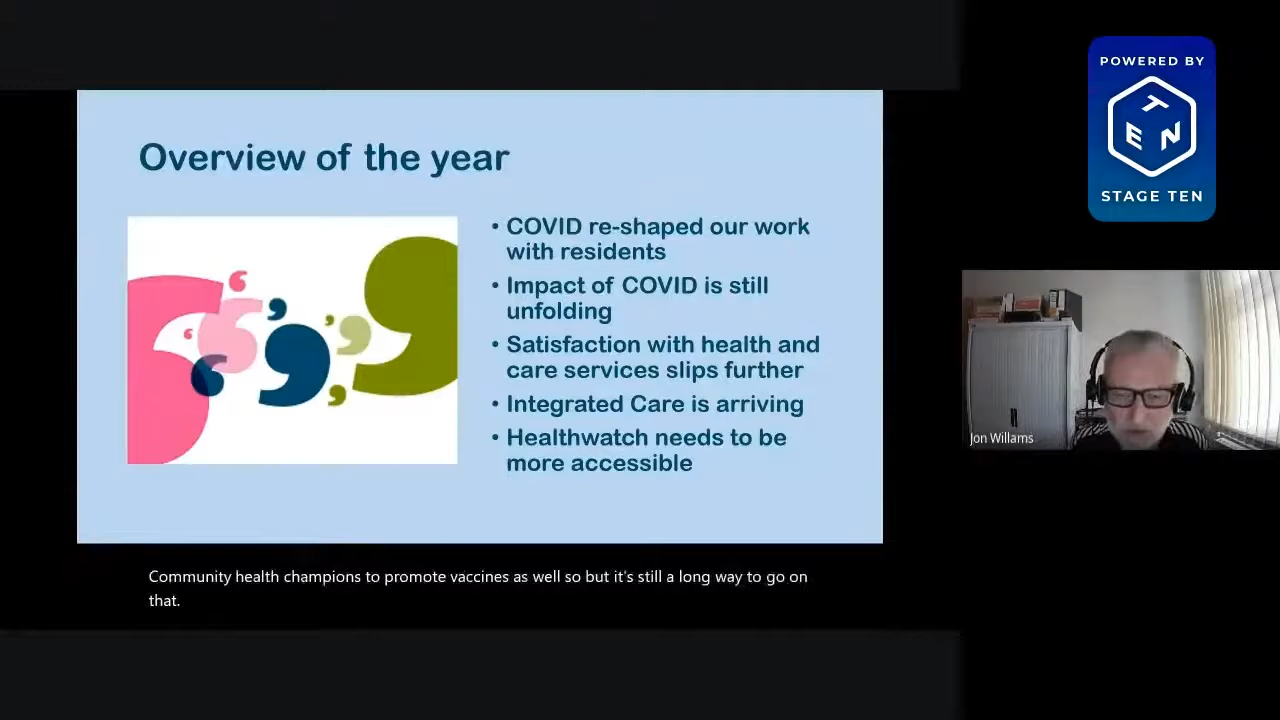 POWERED BY
TEN
STAGE TEN
Overview of the year
• COVID re-shaped our work
with residents
• Impact of COVID is still
unfolding
• Satisfaction with health and
care services slips further
• Integrated Care is arriving
• Healthwatch needs to be
more accessible
Jon Willams
Community health champions to promote vaccines as well so but it's still a long way to go on
that.